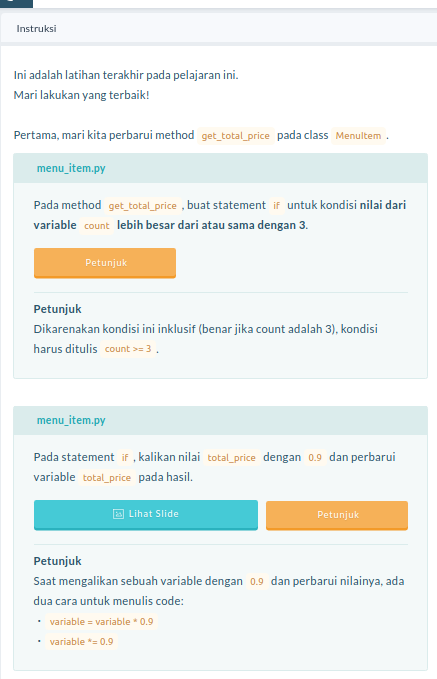 Instruksi
Ini adalah latihan terakhir pada pelajaran ini.
Mari lakukan yang terbaik!
Pertama, mari kita perbarui method get_total_price pada class MenuItem .
menu_item.py
Pada method get_total_price , buat statement if untuk kondisi nilai dari
variable count lebih besar dari atau sama dengan 3.
Petunjuk
Petunjuk
Dikarenakan kondisi ini inklusif (benar jika count adalah 3), kondisi
harus ditulis count >= 3 .
menu_item.py
Pada statement if , kalikan nilai total_price dengan 0.9 dan perbarui
variable total_price pada hasil.
Lihat Slide
Petunjuk
Petunjuk
Saat mengalikan sebuah variable dengan 0.9 dan perbarui nilainya, ada
dua cara untuk menulis code:
• variable = variable * 0.9
• variable *= 0.9